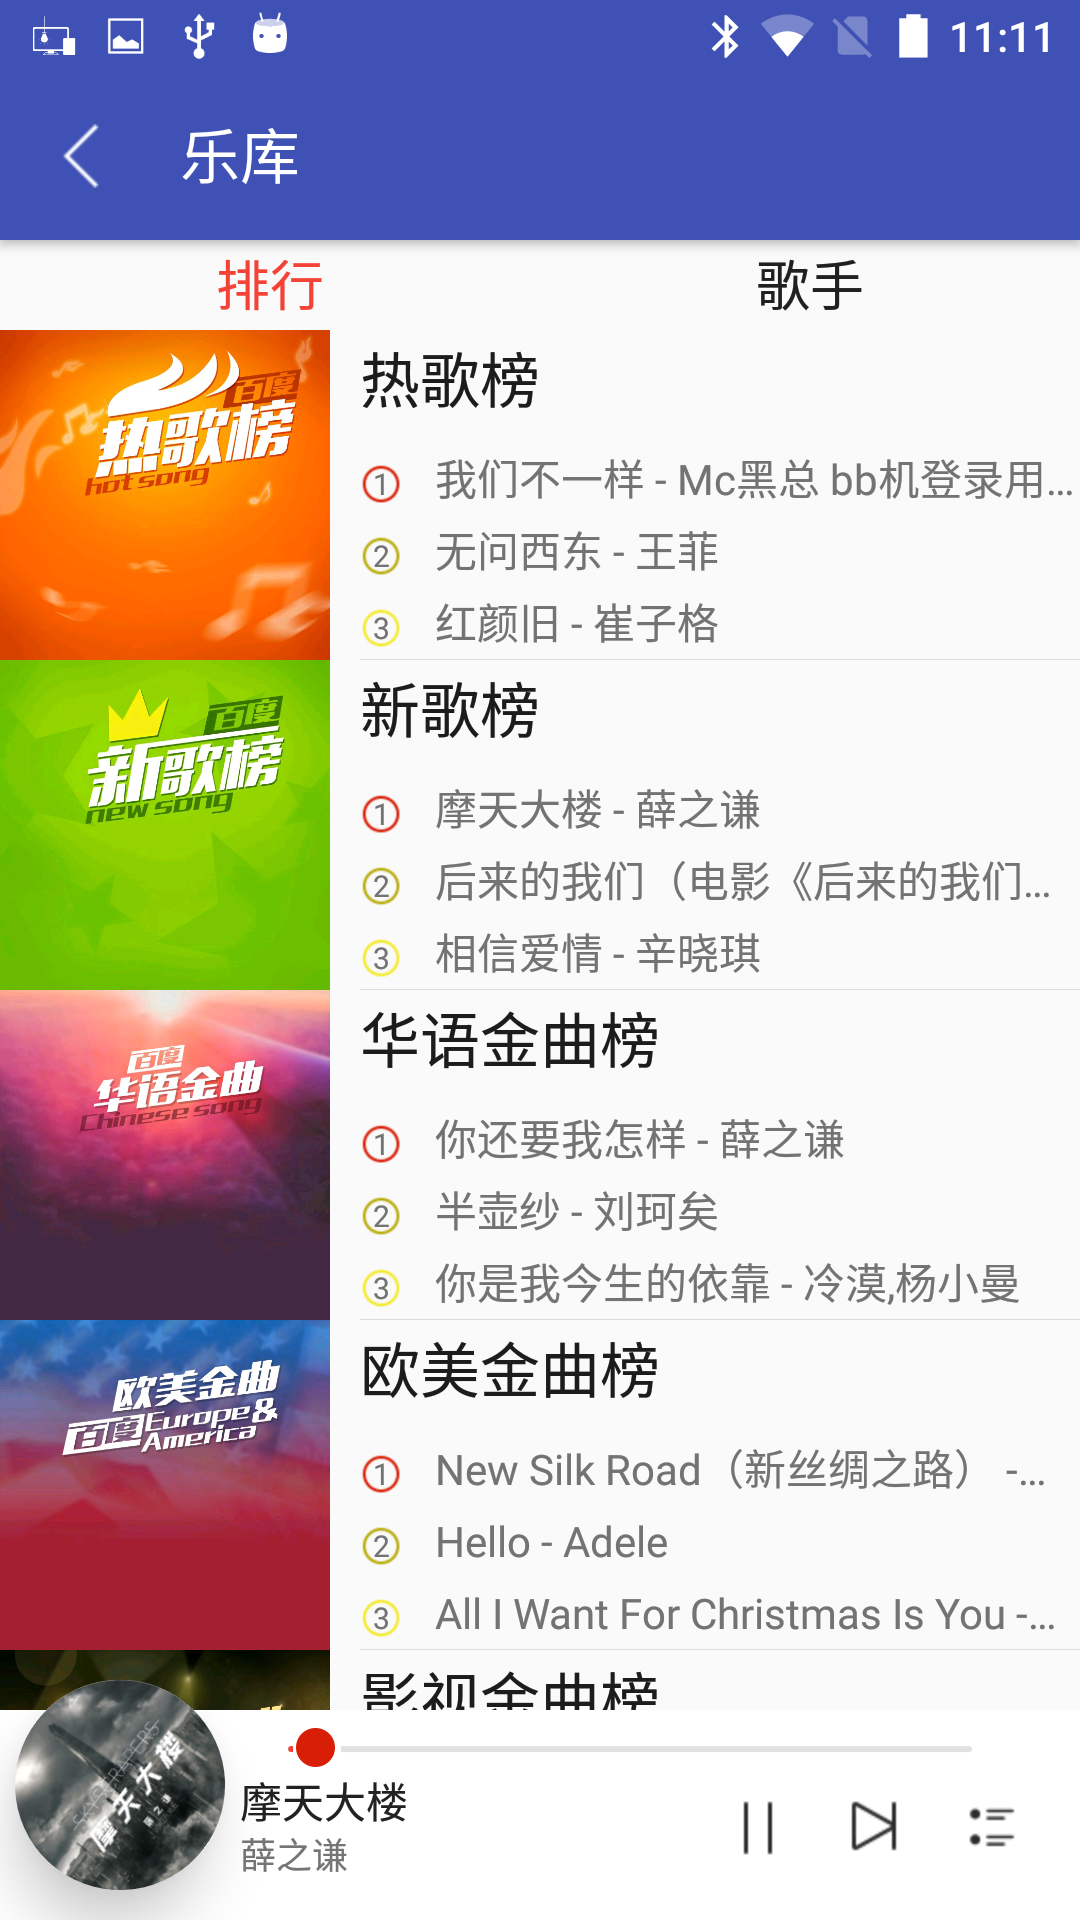 11:11
乐库
排行
歌手
百度
热歌榜
hot song
热歌榜
1 我们不一样 - Mc黑总 bb机登录用...
2 无问西东 - 王菲
3 红颜旧 - 崔子格
百度
新歌榜
new song
新歌榜
1 摩天大楼 - 薛之谦
2 后来的我们（电影《后来的我们...
3 相信爱情 - 辛晓琪
百度
华语金曲
Chinese song
华语金曲榜
1 你还要我怎样 - 薛之谦
2 半壶纱 - 刘珂矣
3 你是我今生的依靠 - 冷漠,杨小曼
欧美金曲
百度 Europe &
America
欧美金曲榜
1 New Silk Road（新丝绸之路） -...
2 Hello - Adele
3 All I Want For Christmas Is You -...
影视金曲榜
SKYSCRAPERS
摩天大楼
摩天大楼
薛之谦